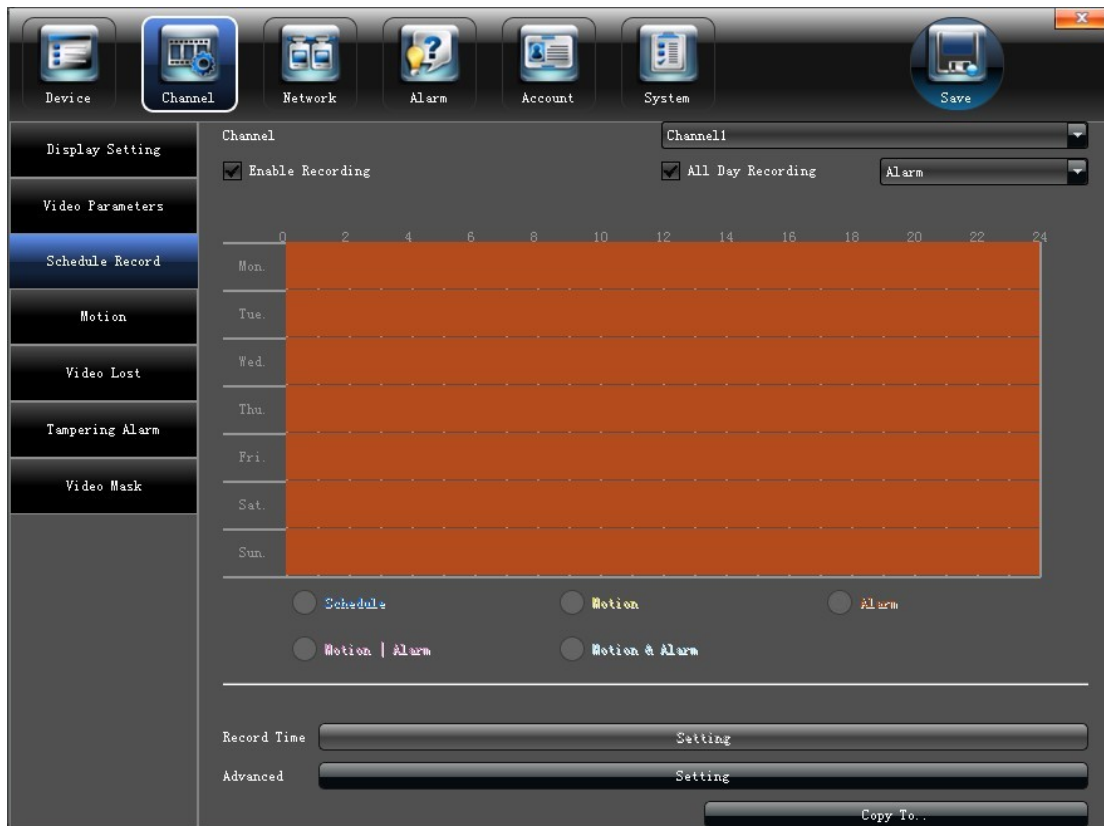 Device Channel Network Alarm Account System Save
Display Setting
Video Parameters
Schedule Record
Motion
Video Lost
Tampering Alarm
Video Mask
Channel Channel1
Enable Recording All Day Recording Alarm
0 2 4 6 8 10 12 14 16 18 20 22 24
Mon.
Tue.
Wed.
Thu.
Fri.
Sat.
Sun.
Schedule Motion Alarm
Motion | Alarm Motion & Alarm
Record Time Setting
Advanced Setting
Copy To..